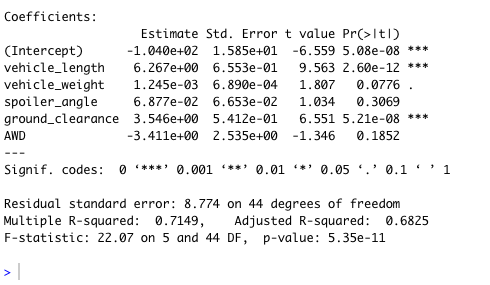 Coefficients:
                   Estimate Std. Error t value Pr(>|t|)
(Intercept)      -1.040e+02  1.585e+01  -6.559 5.08e-08 ***
vehicle_length    6.267e+00  6.553e-01   9.563 2.60e-12 ***
vehicle_weight    1.245e-03  6.890e-04   1.807   0.0776 .
spoiler_angle     6.877e-02  6.653e-02   1.034   0.3069
ground_clearance  3.546e+00  5.412e-01   6.551 5.21e-08 ***
AWD              -3.411e+00  2.535e+00  -1.346   0.1852
---
Signif. codes:  0 ‘***’ 0.001 ‘**’ 0.01 ‘*’ 0.05 ‘.’ 0.1 ‘ ’ 1
Residual standard error: 8.774 on 44 degrees of freedom
Multiple R-squared:  0.7149,    Adjusted R-squared:  0.6825
F-statistic: 22.07 on 5 and 44 DF,  p-value: 5.35e-11
>